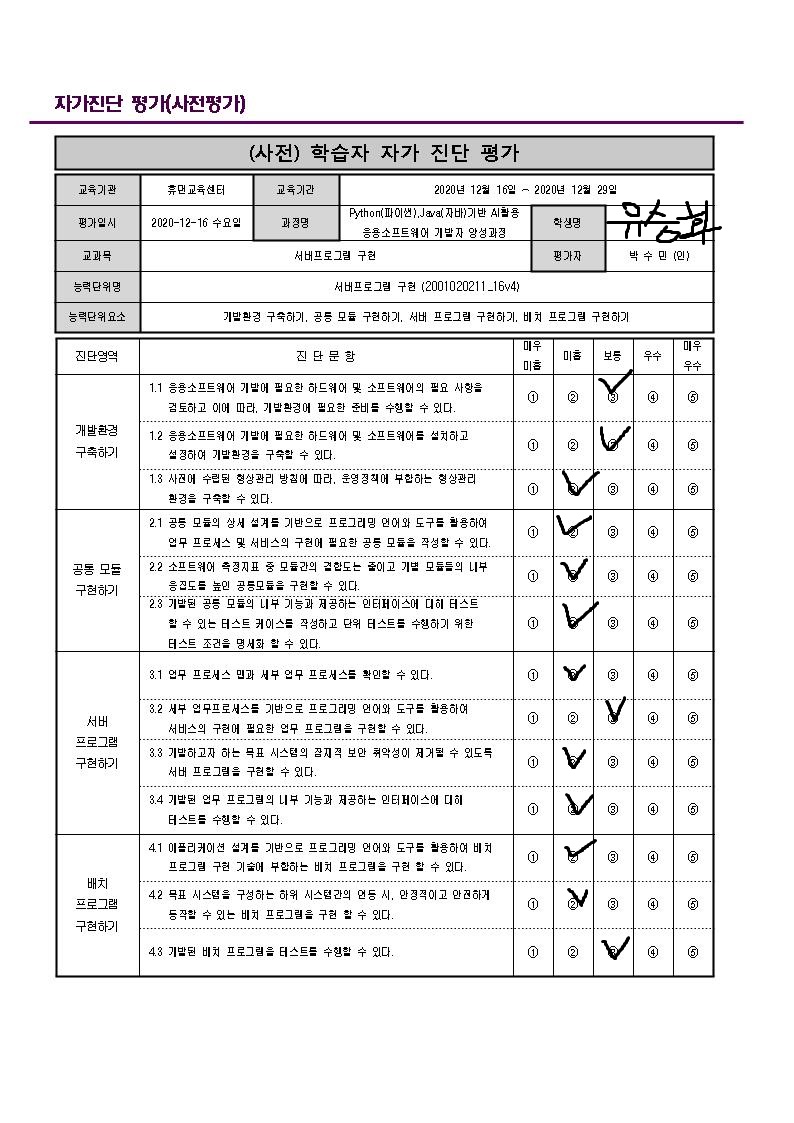 자가진단 평가(사전평가)
(사전) 학습자 자가 진단 평가
교육기관 휴먼교육센터 교육기간 2020년 12월 16일 ~ 2020년 12월 29일
평가일시 2020-12-16 수요일 과정명 Python(파이썬),Java(자바)기반 AI활용 응용소프트웨어 개발자 양성과정 학생명 유승화
교과목 서버프로그램 구현 평가자 박 수 민 (인)
능력단위명 서버프로그램 구현 (2001020211_16v4)
능력단위요소 개발환경 구축하기, 공통 모듈 구현하기, 서버 프로그램 구현하기, 배치 프로그램 구현하기
진단영역 진 단 문 항 매우 미흡 미흡 보통 우수 매우 우수
개발환경 구축하기
1.1 응용소프트웨어 개발에 필요한 하드웨어 및 소프트웨어의 필요 사항을
검토하고 이에 따라, 개발환경에 필요한 준비를 수행할 수 있다. ① ② ③ ④ ⑤
1.2 응용소프트웨어 개발에 필요한 하드웨어 및 소프트웨어를 설치하고
설정하여 개발환경을 구축할 수 있다. ① ② ③ ④ ⑤
1.3 사전에 수립된 형상관리 방침에 따라, 운영정책에 부합하는 형상관리
환경을 구축할 수 있다. ① ② ③ ④ ⑤
공통 모듈 구현하기
2.1 공통 모듈의 상세 설계를 기반으로 프로그래밍 언어와 도구를 활용하여
업무 프로세스 및 서비스의 구현에 필요한 공통 모듈을 작성할 수 있다. ① ② ③ ④ ⑤
2.2 소프트웨어 측정지표 중 모듈간의 결합도는 줄이고 개별 모듈들의 내부
응집도를 높인 공통모듈을 구현할 수 있다. ① ② ③ ④ ⑤
2.3 개발된 공통 모듈의 내부 기능과 제공하는 인터페이스에 대해 테스트
할 수 있는 테스트 케이스를 작성하고 단위 테스트를 수행하기 위한
테스트 조건을 명세화 할 수 있다. ① ② ③ ④ ⑤
서버 프로그램 구현하기
3.1 업무 프로세스 맵과 세부 업무 프로세스를 확인할 수 있다. ① ② ③ ④ ⑤
3.2 세부 업무프로세스를 기반으로 프로그래밍 언어와 도구를 활용하여
서비스의 구현에 필요한 업무 프로그램을 구현할 수 있다. ① ② ③ ④ ⑤
3.3 개발하고자 하는 목표 시스템의 잠재적 보안 취약성이 제거될 수 있도록
서버 프로그램을 구현할 수 있다. ① ② ③ ④ ⑤
3.4 개발된 업무 프로그램의 내부 기능과 제공하는 인터페이스에 대해
테스트를 수행할 수 있다. ① ② ③ ④ ⑤
배치 프로그램 구현하기
4.1 애플리케이션 설계를 기반으로 프로그래밍 언어와 도구를 활용하여 배치
프로그램 구현 기술에 부합하는 배치 프로그램을 구현 할 수 있다. ① ② ③ ④ ⑤
4.2 목표 시스템을 구성하는 하위 시스템간의 연동 시, 안정적이고 안전하게
동작할 수 있는 배치 프로그램을 구현 할 수 있다. ① ② ③ ④ ⑤
4.3 개발된 배치 프로그램을 테스트를 수행할 수 있다. ① ② ③ ④ ⑤